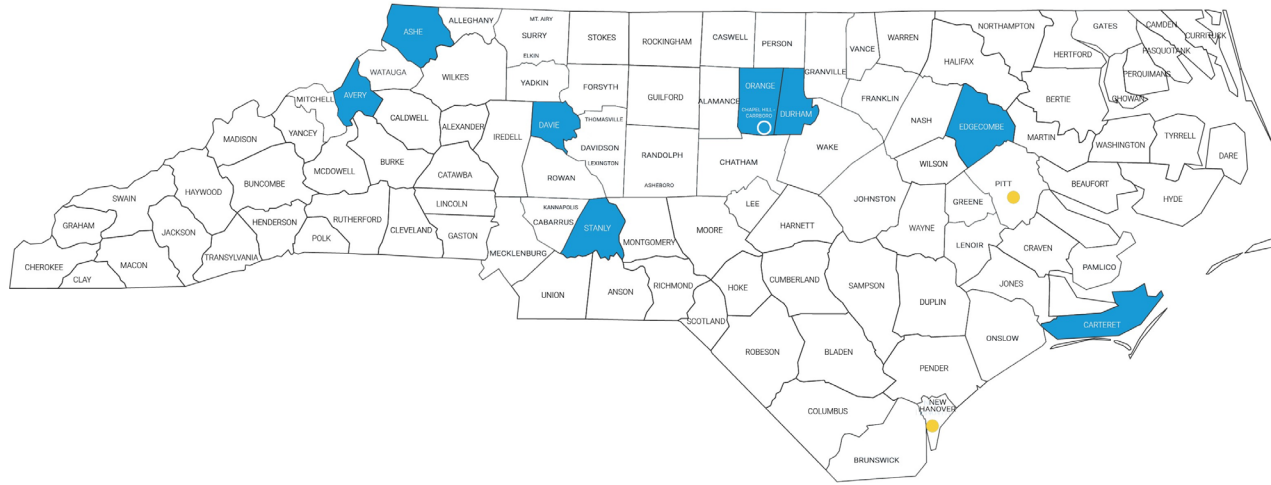 ASHE
ALLEGHANY
MT. AIRY
SURRY
ELKIN
STOKES
ROCKINGHAM
CASWELL
PERSON
GRANVILLE
VANCE
WARREN
NORTHAMPTON
GATES
CAMDEN
CURRITUCK
PASQUOTANK
HERTFORD
HALIFAX
PERQUIMANS
CHOWAN
BERTIE
WATAUGA
WILKES
YADKIN
FORSYTH
GUILFORD
ALAMANCE
ORANGE
CHAPEL HILL -
CARRBORO
DURHAM
FRANKLIN
NASH
EDGECOMBE
MARTIN
WASHINGTON
TYRRELL
DARE
MITCHELL
AVERY
CALDWELL
ALEXANDER
IREDELL
DAVIE
THOMASVILLE
DAVIDSON
LEXINGTON
RANDOLPH
ASHEBORO
CHATHAM
WAKE
WILSON
PITT
BEAUFORT
HYDE
MADISON
YANCEY
MCDOWELL
BURKE
CATAWBA
ROWAN
LINCOLN
HAYWOOD
BUNCOMBE
SWAIN
GRAHAM
JACKSON
HENDERSON
RUTHERFORD
POLK
CLEVELAND
GASTON
TRANSYLVANIA
MACON
CHEROKEE
CLAY
KANNAPOLIS
CABARRUS
STANLY
MECKLENBURG
MONTGOMERY
MOORE
LEE
HARNETT
JOHNSTON
WAYNE
GREENE
LENOIR
CRAVEN
PAMLICO
JONES
UNION
ANSON
RICHMOND
HOKE
SCOTLAND
CUMBERLAND
SAMPSON
DUPLIN
ONSLOW
CARTERET
ROBESON
BLADEN
PENDER
COLUMBUS
NEW
HANOVER
BRUNSWICK